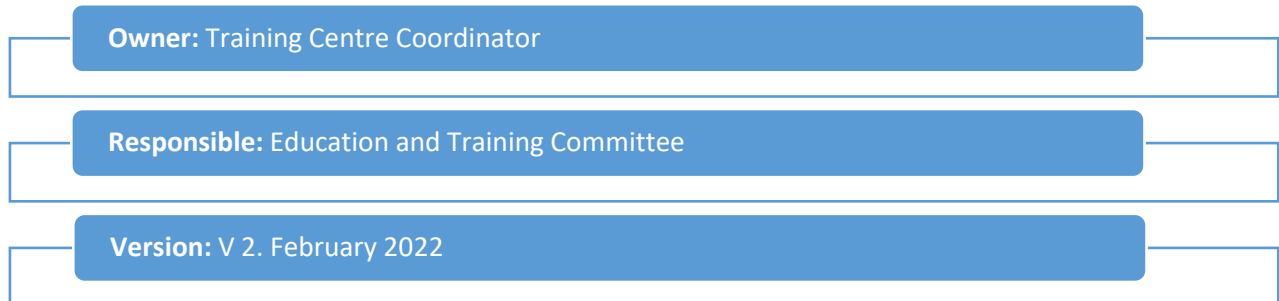 Owner: Training Centre Coordinator
Responsible: Education and Training Committee
Version: V 2. February 2022